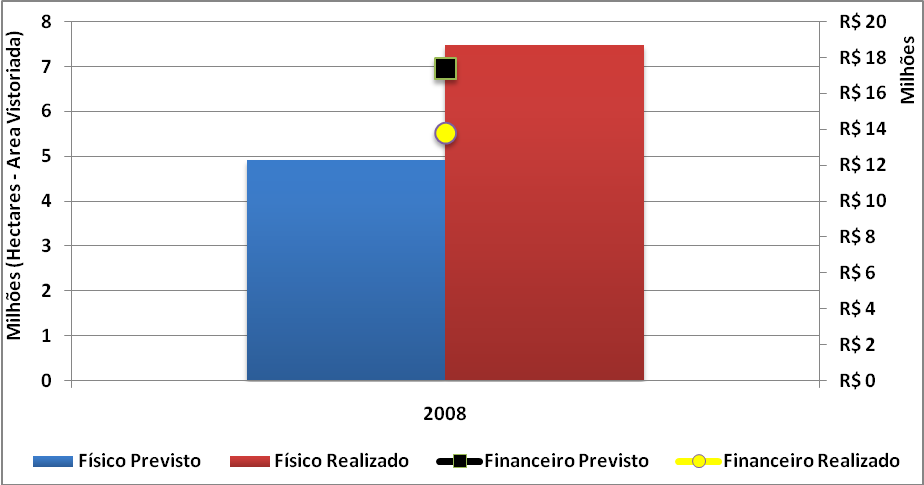 Milhões (Hectares - Area Vistoriada)
8
7
6
5
4
3
2
1
0
R$ 20
R$ 18
R$ 16
R$ 14
R$ 12
R$ 10
R$ 8
R$ 6
R$ 4
R$ 2
R$ 0
Milhões
2008
Físico Previsto
Físico Realizado
Financeiro Previsto
Financeiro Realizado